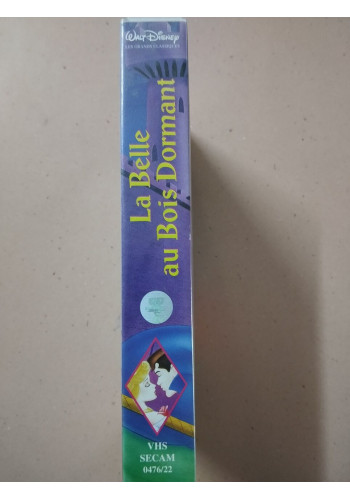 WALT DISNEY
LES GRANDS CLASSIQUES
La Belle
au Bois Dormant
VHS
SECAM
0476/22